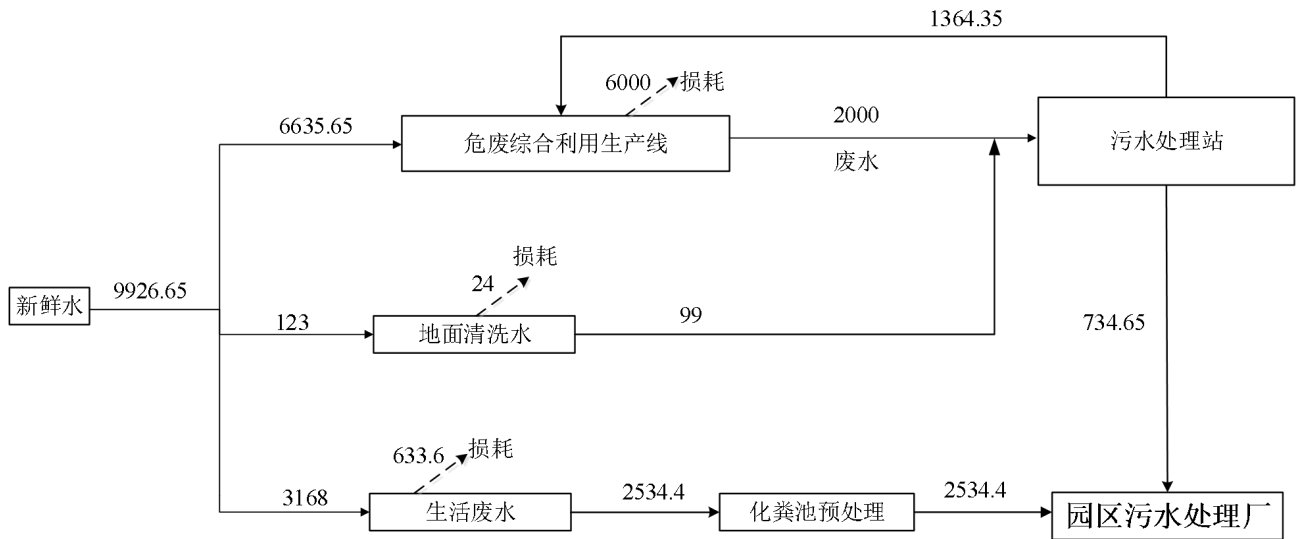 1364.35
6000
损耗
6635.65
危废综合利用生产线
2000
废水
污水处理站
损耗
24
新鲜水
9926.65
123
地面清洗水
99
734.65
633.6
损耗
3168
生活废水
2534.4
化粪池预处理
2534.4
园区污水处理厂